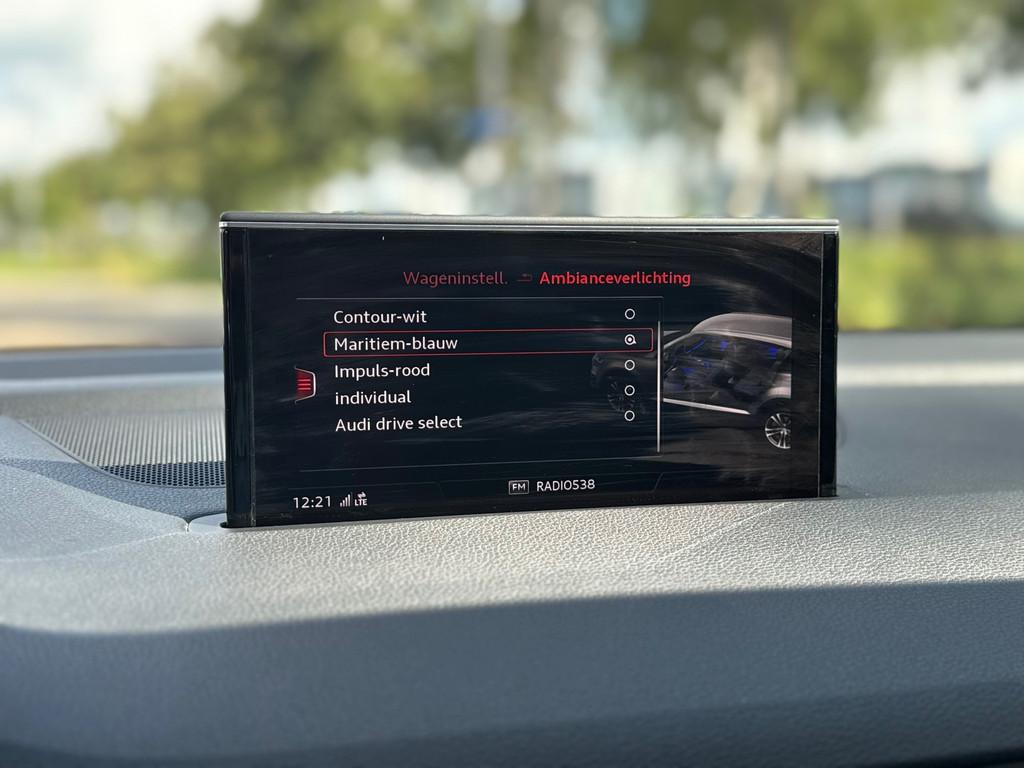 Wageninstell. Ambianceverlichting
Contour-wit
Maritiem-blauw
Impuls-rood
individual
Audi drive select
12:21 LTE FM RADIO538